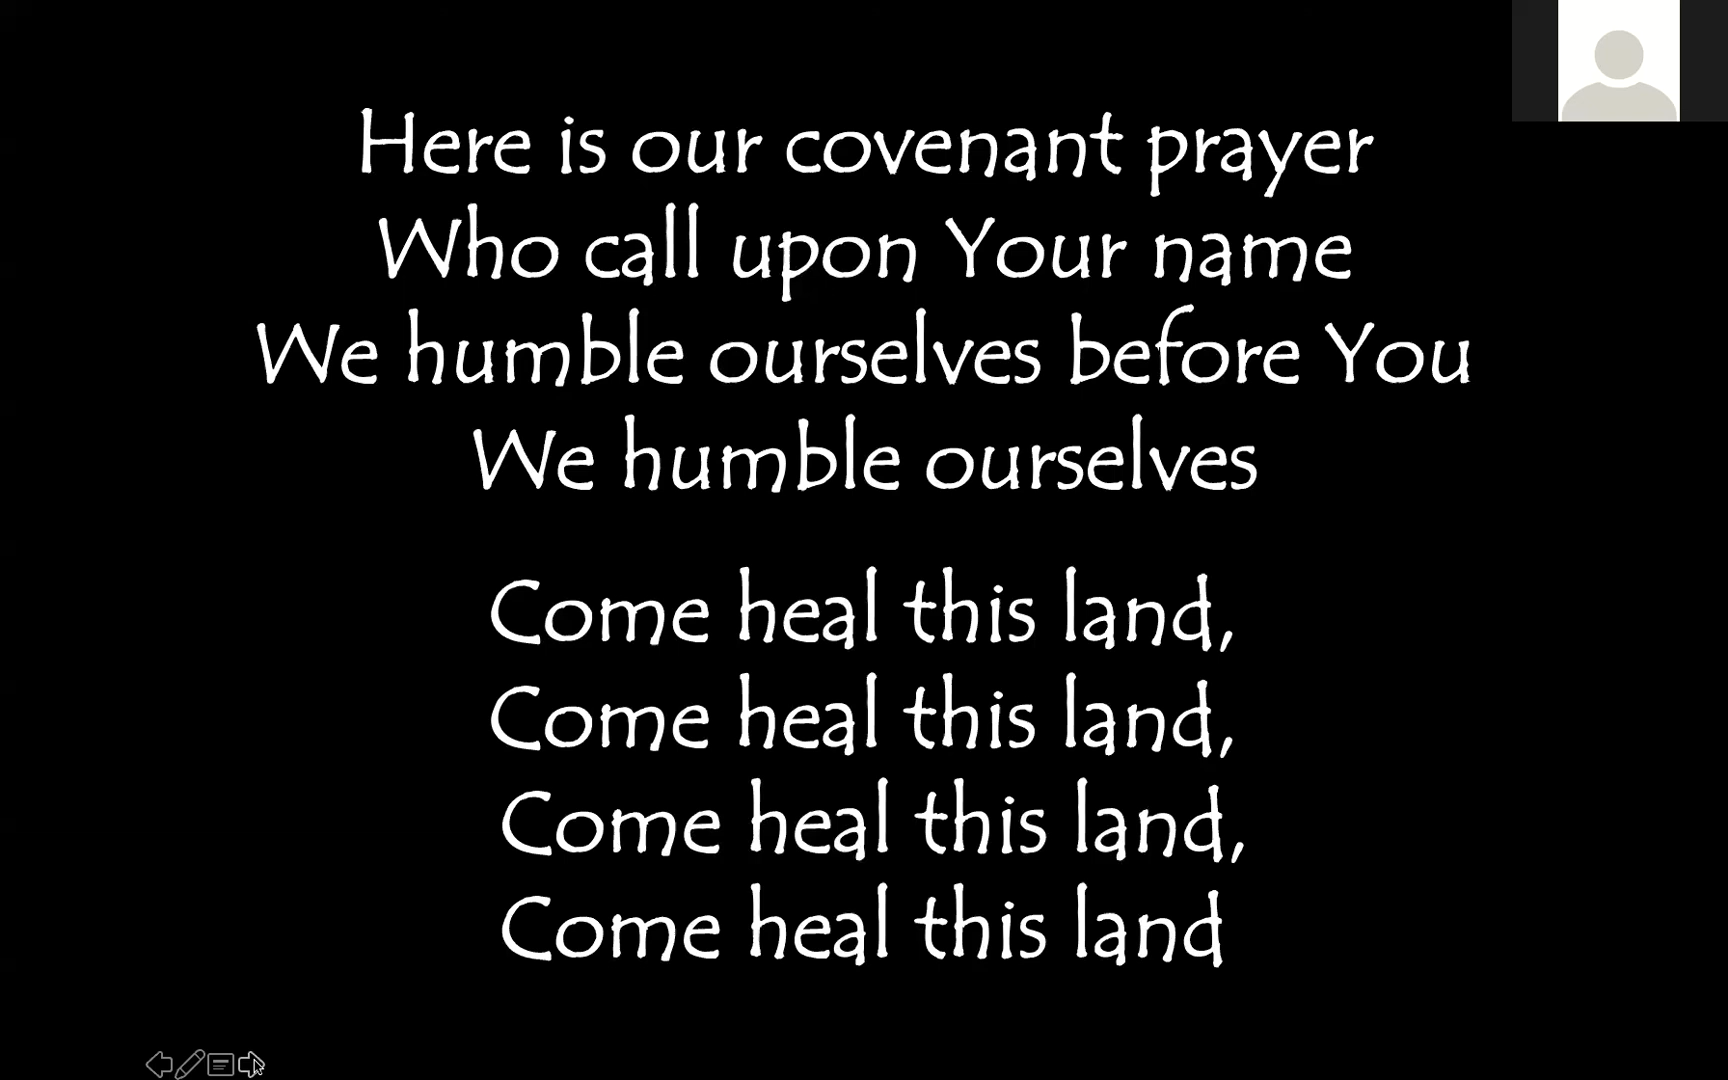 Here is our covenant prayer
Who call upon Your name
We humble ourselves before You
We humble ourselves
Come heal this land,
Come heal this land,
Come heal this land,
Come heal this land